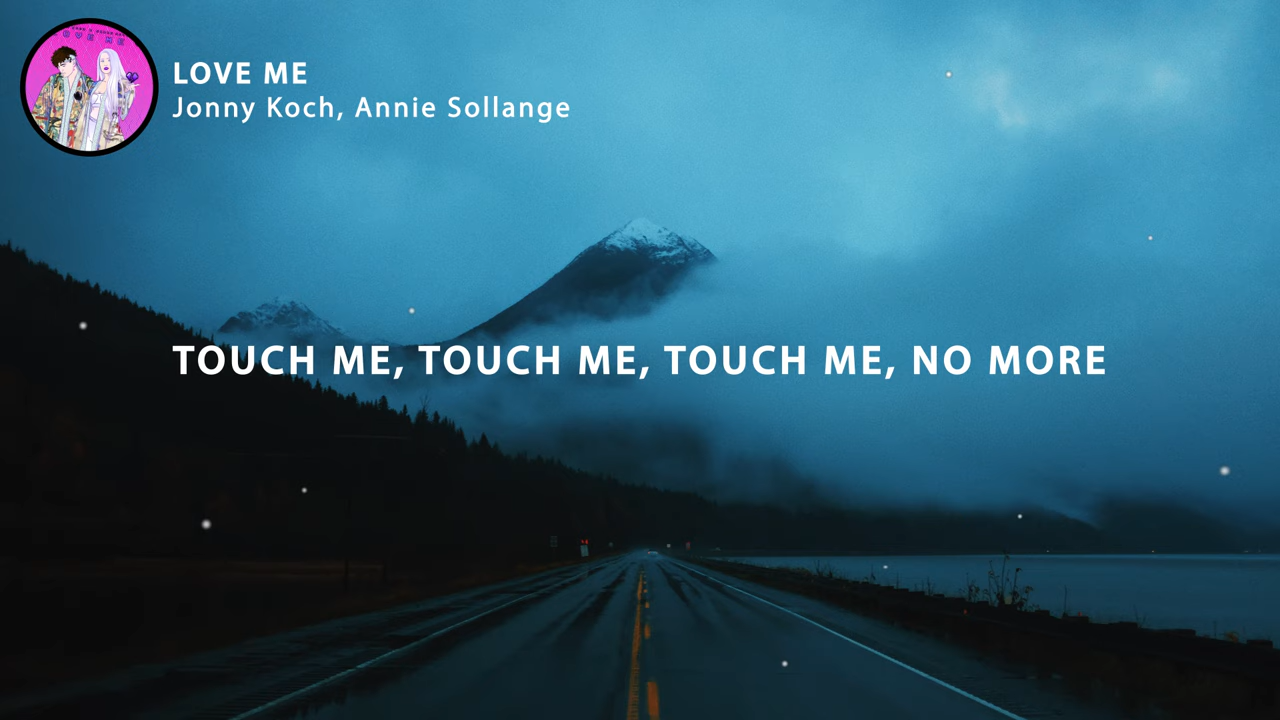 LOVE ME
Jonny Koch, Annie Sollange
TOUCH ME, TOUCH ME, TOUCH ME, NO MORE